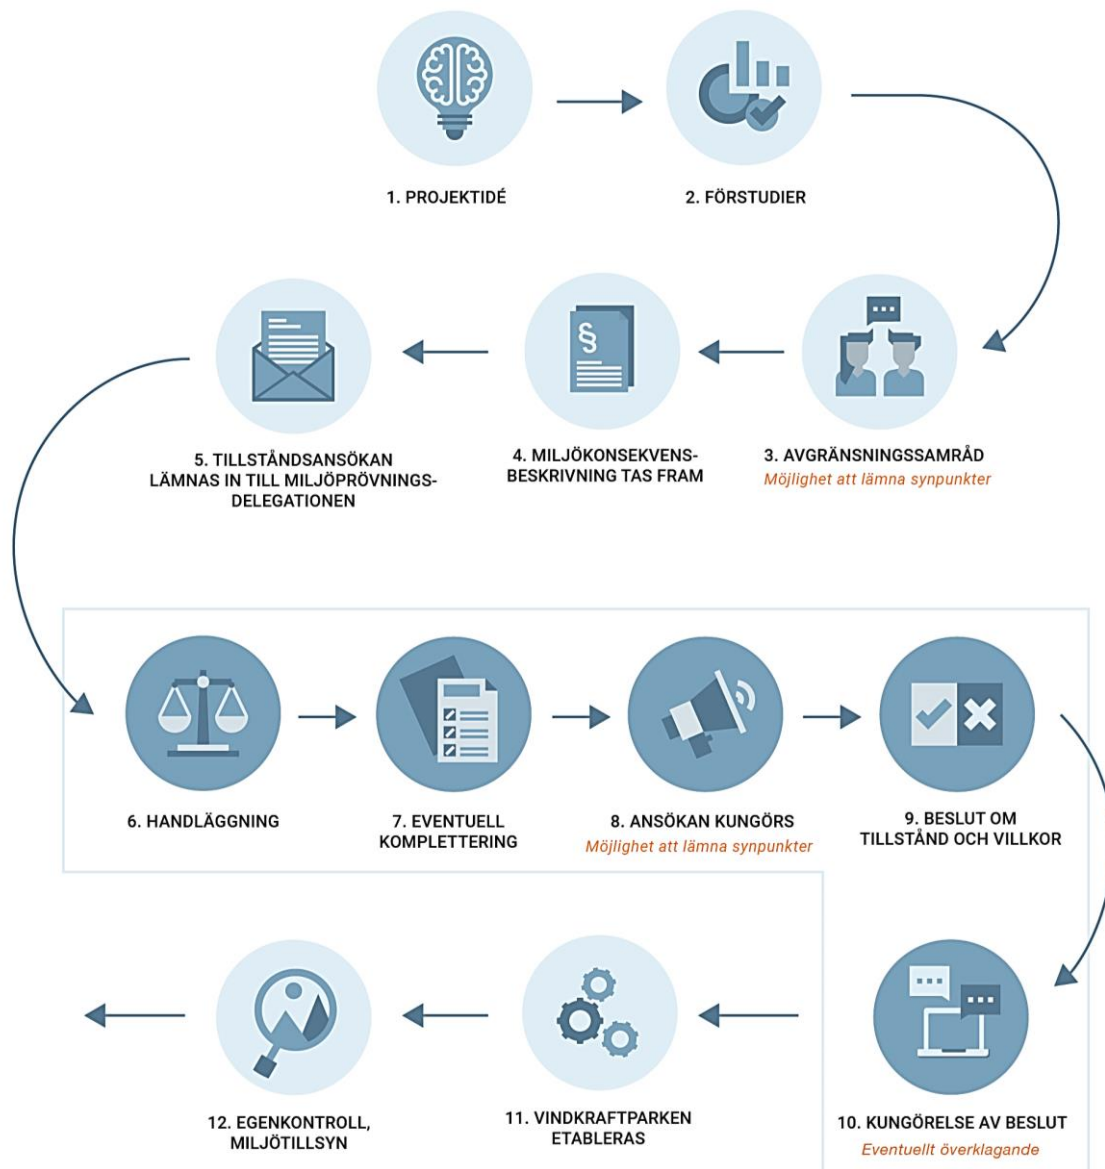 1. PROJEKTIDÉ
2. FÖRSTUDIER
3. AVGRÄNSNINGSSAMRÅD
Möjlighet att lämna synpunkter
§
4. MILJÖKONSEKVENS-
BESKRIVNING TAS FRAM
5. TILLSTÅNDSANSÖKAN
LÄMNAS IN TILL MILJÖPRÖVNINGS-
DELEGATIONEN
6. HANDLÄGGNING
7. EVENTUELL
KOMPLETTERING
8. ANSÖKAN KUNGÖRS
Möjlighet att lämna synpunkter
9. BESLUT OM
TILLSTÅND OCH VILLKOR
10. KUNGÖRELSE AV BESLUT
Eventuellt överklagande
11. VINDKRAFTPARKEN
ETABLERAS
12. EGENKONTROLL,
MILJÖTILLSYN